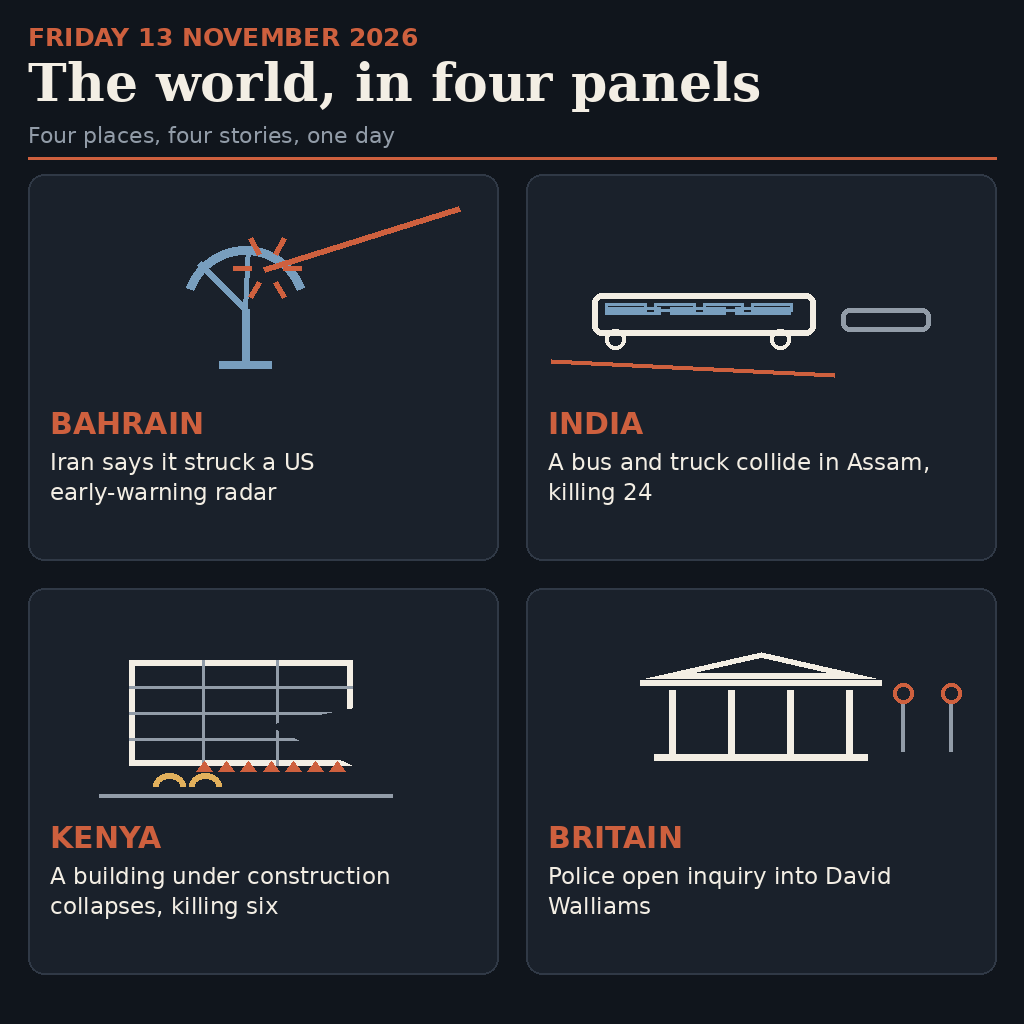 FRIDAY 13 NOVEMBER 2026
The world, in four panels
Four places, four stories, one day
BAHRAIN
Iran says it struck a US
early-warning radar
INDIA
A bus and truck collide in Assam,
killing 24
KENYA
A building under construction
collapses, killing six
BRITAIN
Police open inquiry into David
Walliams